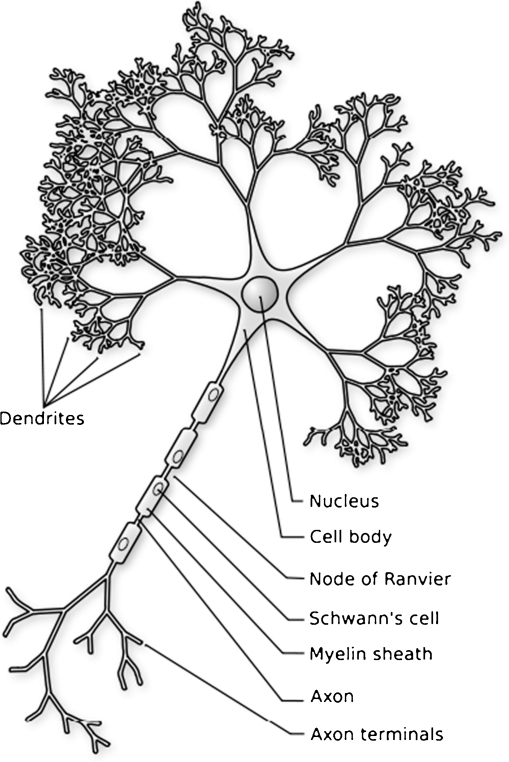 Dendrites
Nucleus
Cell body
Node of Ranvier
Schwann's cell
Myelin sheath
Axon
Axon terminals